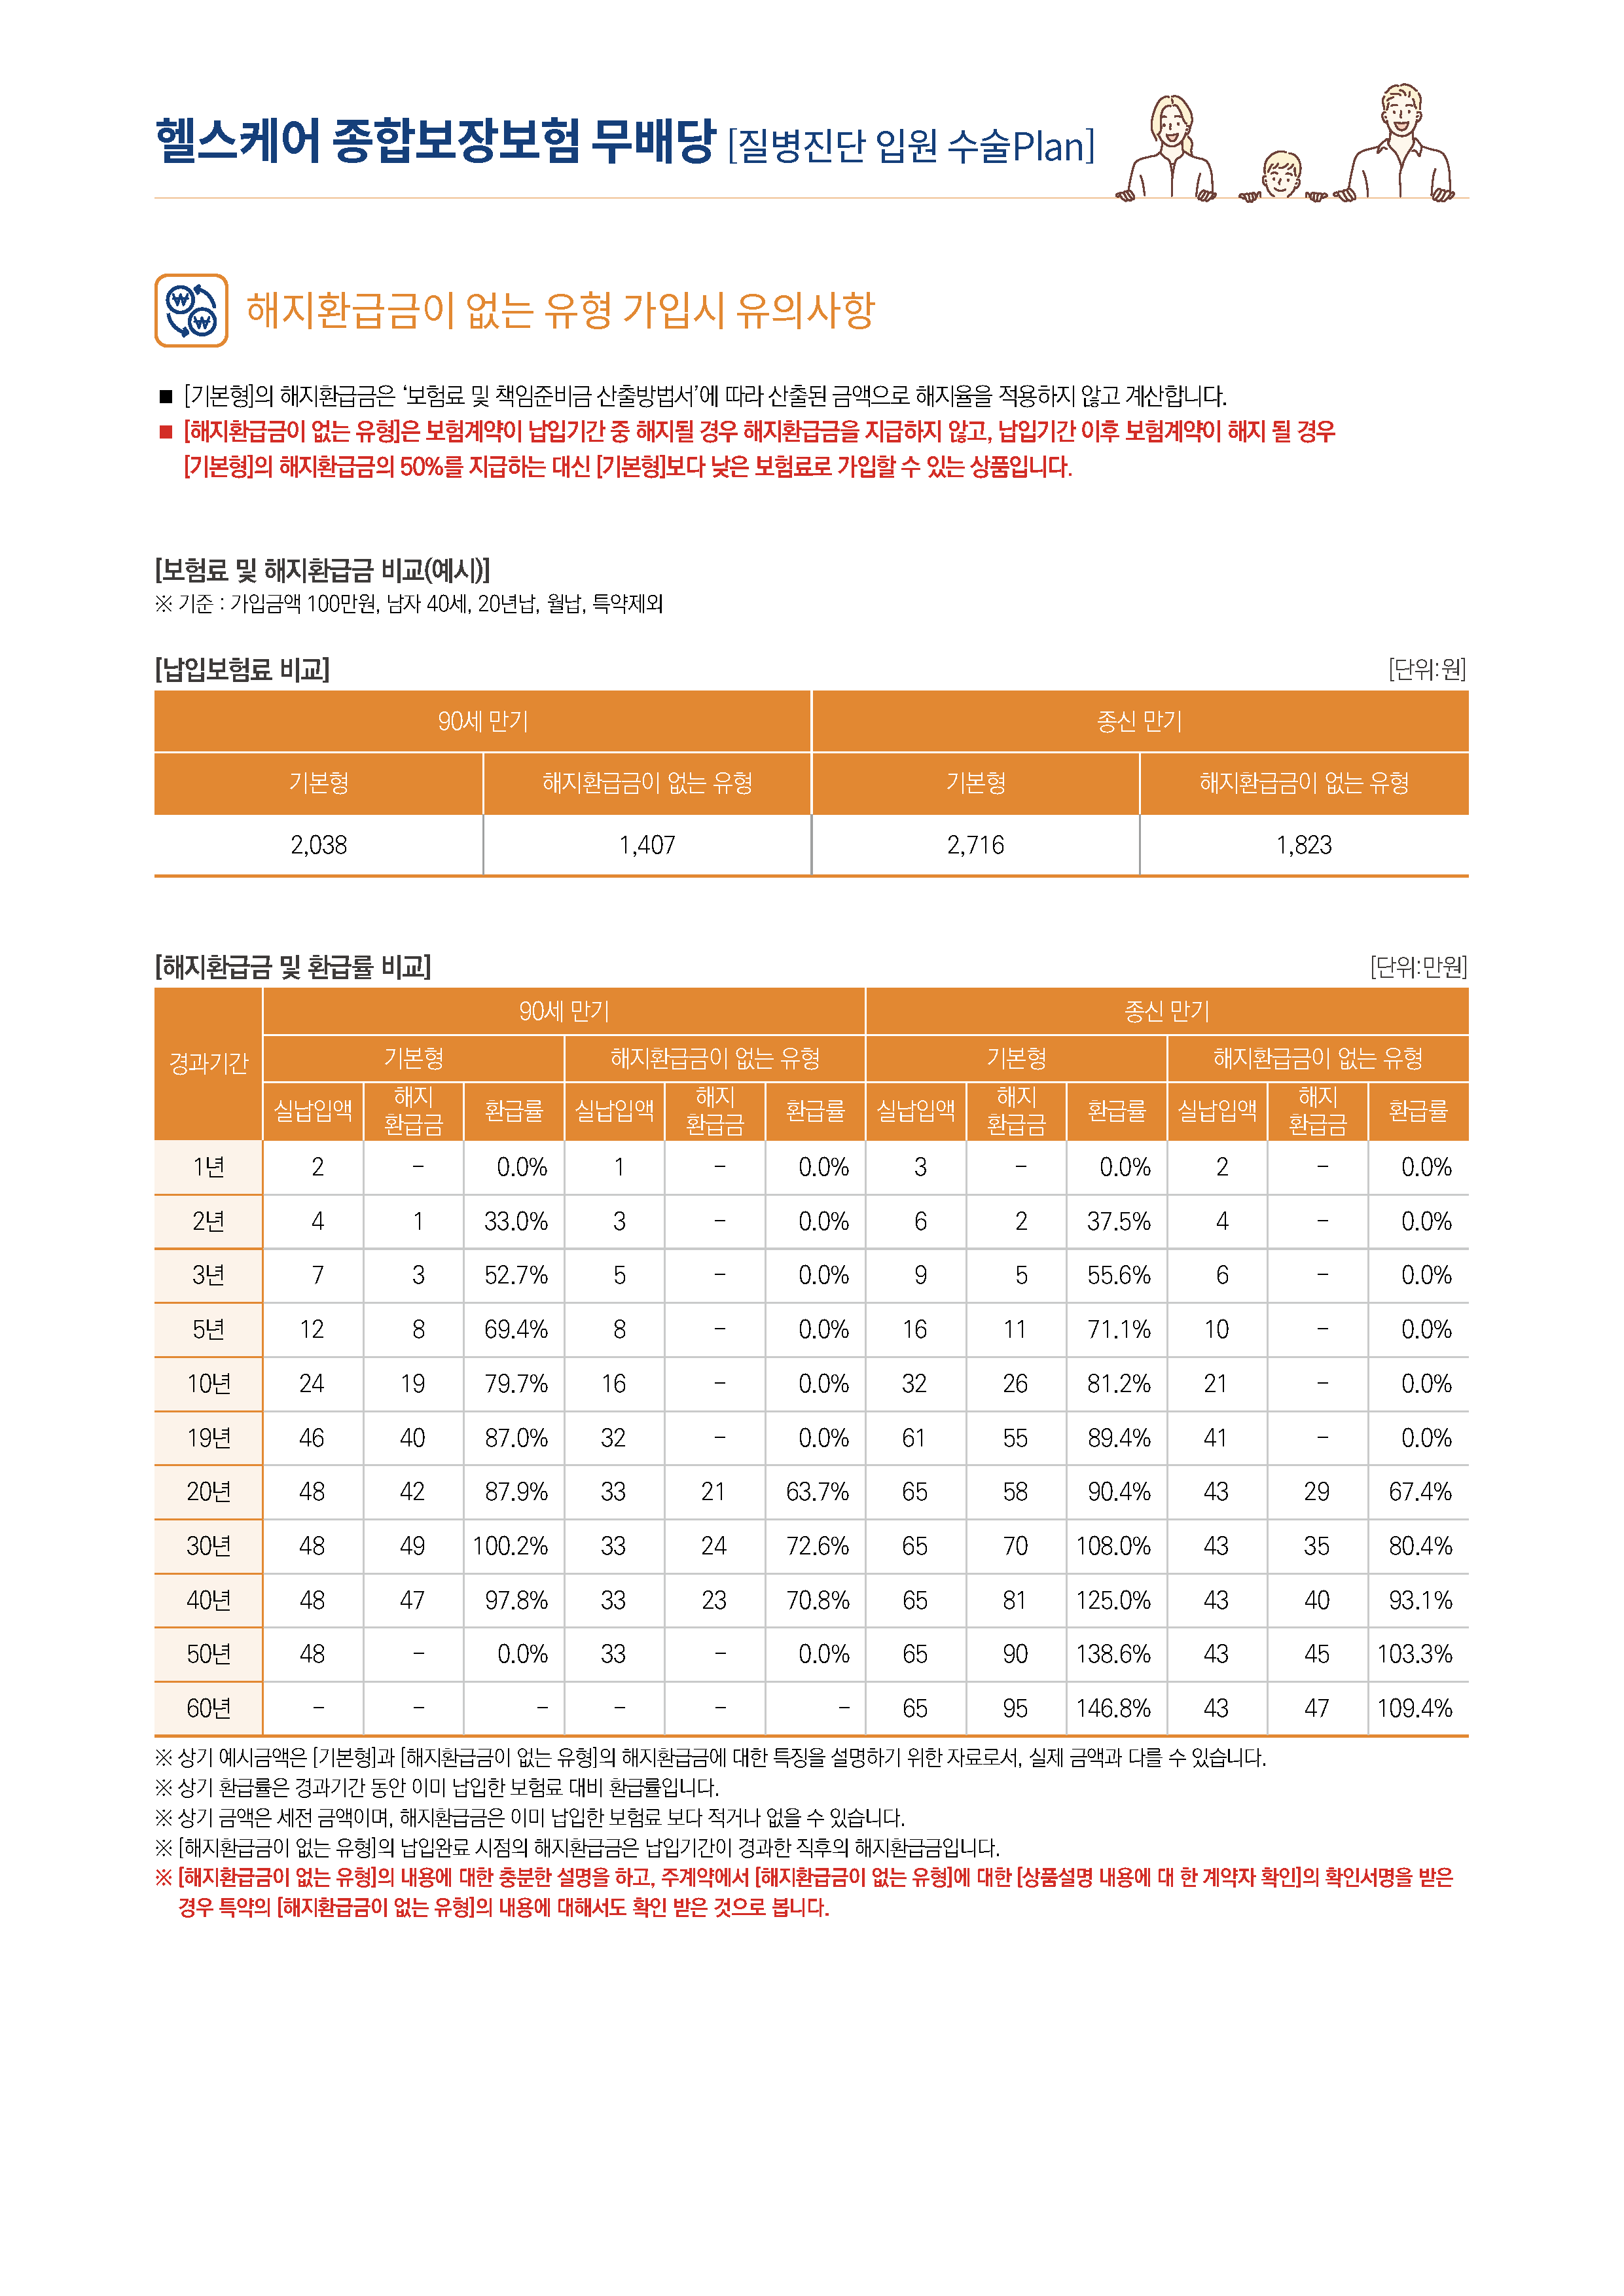 헬스케어 종합보장보험 무배당 [질병진단 입원 수술Plan]
해지환급금이 없는 유형 가입시 유의사항
■ [기본형]의 해지환급금은 ‘보험료 및 책임준비금 산출방법서’에 따라 산출된 금액으로 해지율을 적용하지 않고 계산합니다.
■ [해지환급금이 없는 유형]은 보험계약이 납입기간 중 해지될 경우 해지환급금을 지급하지 않고, 납입기간 이후 보험계약이 해지 될 경우
[기본형]의 해지환급금의 50%를 지급하는 대신 [기본형]보다 낮은 보험료로 가입할 수 있는 상품입니다.
[보험료 및 해지환급금 비교(예시)]
※ 기준 : 가입금액 100만원, 남자 40세, 20년납, 월납, 특약제외
[납입보험료 비교] [단위:원]
90세 만기 종신 만기
기본형 해지환급금이 없는 유형 기본형 해지환급금이 없는 유형
2,038 1,407 2,716 1,823
[해지환급금 및 환급률 비교] [단위:만원]
경과기간 90세 만기 종신 만기
기본형 해지환급금이 없는 유형 기본형 해지환급금이 없는 유형
실납입액 해지환급금 환급률 실납입액 해지환급금 환급률 실납입액 해지환급금 환급률 실납입액 해지환급금 환급률
1년 2 - 0.0% 1 - 0.0% 3 - 0.0% 2 - 0.0%
2년 4 1 33.0% 3 - 0.0% 6 2 37.5% 4 - 0.0%
3년 7 3 52.7% 5 - 0.0% 9 5 55.6% 6 - 0.0%
5년 12 8 69.4% 8 - 0.0% 16 11 71.1% 10 - 0.0%
10년 24 19 79.7% 16 - 0.0% 32 26 81.2% 21 - 0.0%
19년 46 40 87.0% 32 - 0.0% 61 55 89.4% 41 - 0.0%
20년 48 42 87.9% 33 21 63.7% 65 58 90.4% 43 29 67.4%
30년 48 49 100.2% 33 24 72.6% 65 70 108.0% 43 35 80.4%
40년 48 47 97.8% 33 23 70.8% 65 81 125.0% 43 40 93.1%
50년 48 - 0.0% 33 - 0.0% 65 90 138.6% 43 45 103.3%
60년 - - - - - - 65 95 146.8% 43 47 109.4%
※ 상기 예시금액은 [기본형]과 [해지환급금이 없는 유형]의 해지환급금에 대한 특징을 설명하기 위한 자료로서, 실제 금액과 다를 수 있습니다.
※ 상기 환급률은 경과기간 동안 이미 납입한 보험료 대비 환급률입니다.
※ 상기 금액은 세전 금액이며, 해지환급금은 이미 납입한 보험료 보다 적거나 없을 수 있습니다.
※ [해지환급금이 없는 유형]의 납입완료 시점의 해지환급금은 납입기간이 경과한 직후의 해지환급금입니다.
※ [해지환급금이 없는 유형]의 내용에 대한 충분한 설명을 하고, 주계약에서 [해지환급금이 없는 유형]에 대한 [상품설명 내용에 대 한 계약자 확인]의 확인서명을 받은
경우 특약의 [해지환급금이 없는 유형]의 내용에 대해서도 확인 받은 것으로 봅니다.